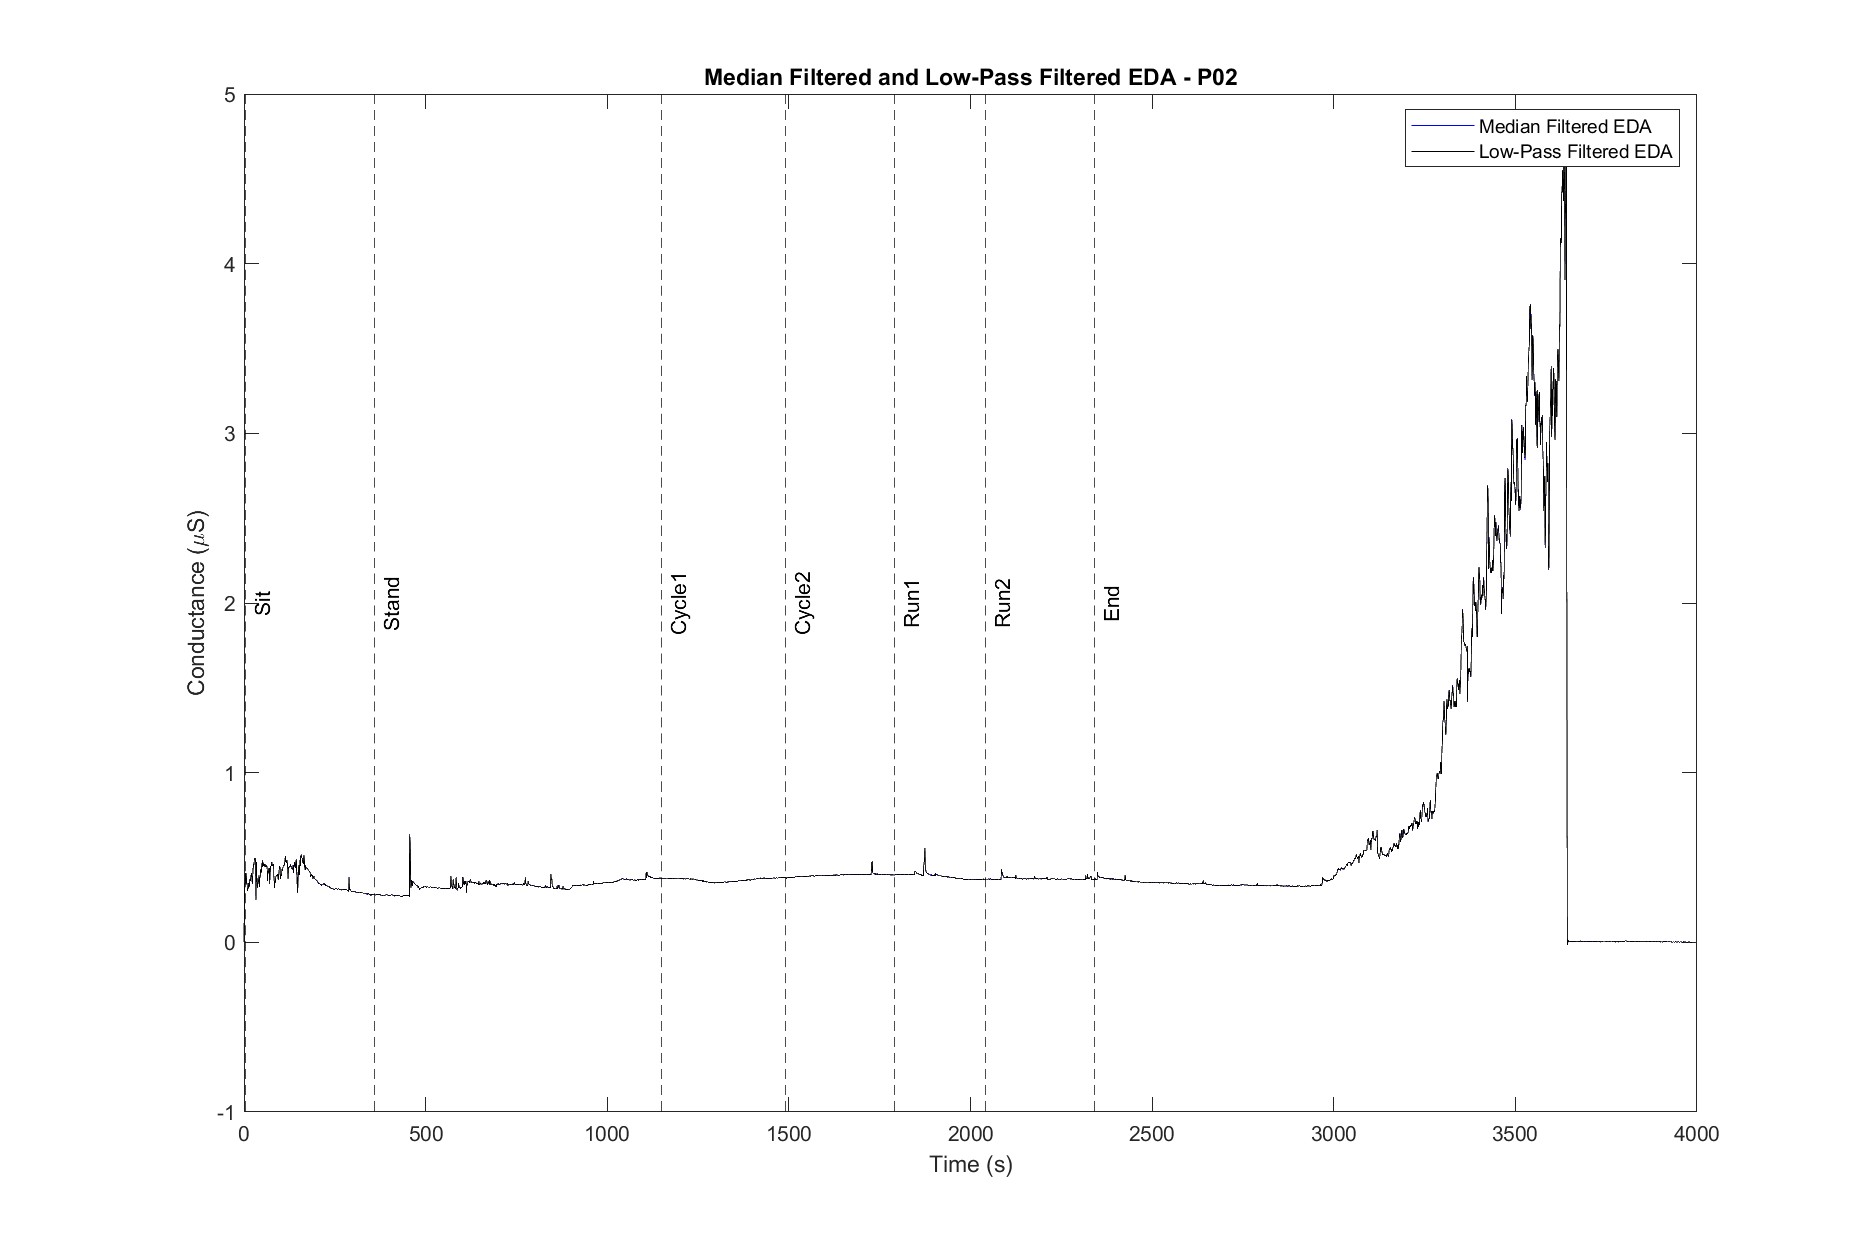 Median Filtered and Low-Pass Filtered EDA - P02
Median Filtered EDA
Low-Pass Filtered EDA
5
4
3
2
1
0
-1
Conductance (μS)
Sit
Stand
Cycle1
Cycle2
Run1
Run2
End
0 500 1000 1500 2000 2500 3000 3500 4000
Time (s)